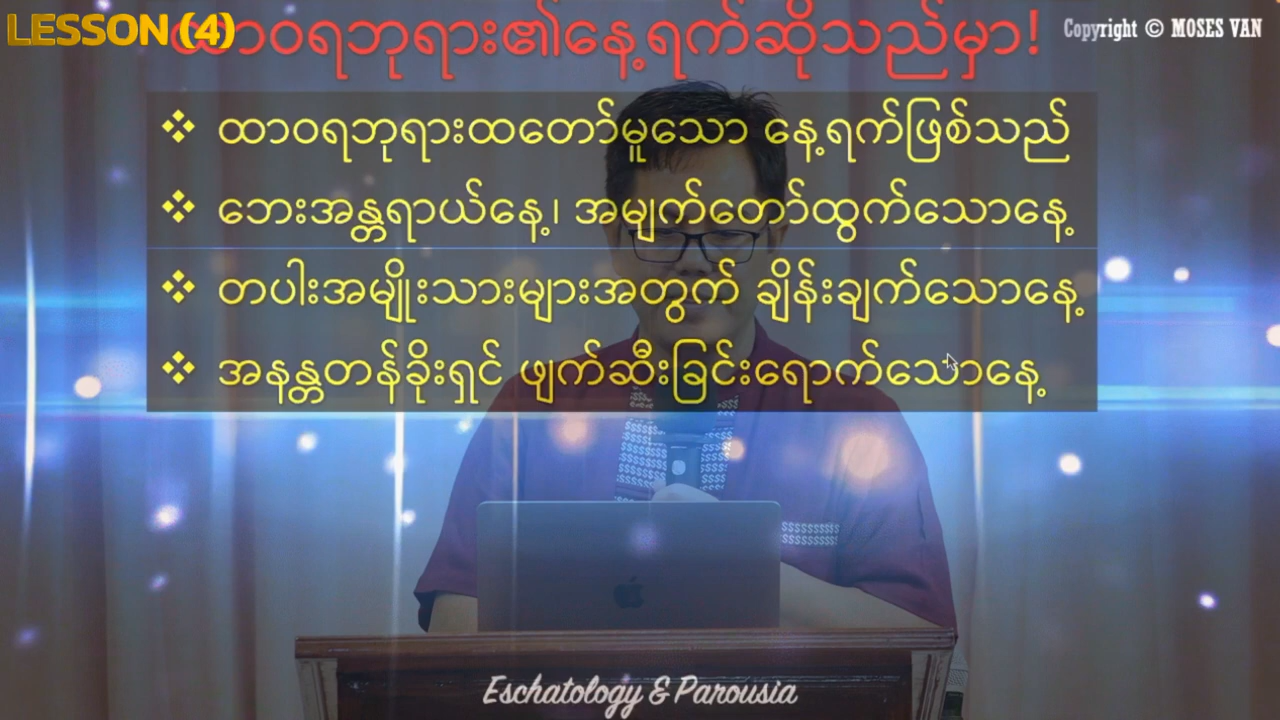 LESSON (4)
ထာဝရဘုရား၏နေ့ရက်ဆိုသည်မှာ!
Copyright © MOSES VAN
❖ ထာဝရဘုရားထတော်မူသော နေ့ရက်ဖြစ်သည်
❖ ဘေးအန္တရာယ်နေ့၊ အမျက်တော်ထွက်သောနေ့
❖ တပါးအမျိုးသားများအတွက် ချိန်းချက်သောနေ့
❖ အနန္တတန်ခိုးရှင် ဖျက်ဆီးခြင်းရောက်သောနေ့
Eschatology & Parousia